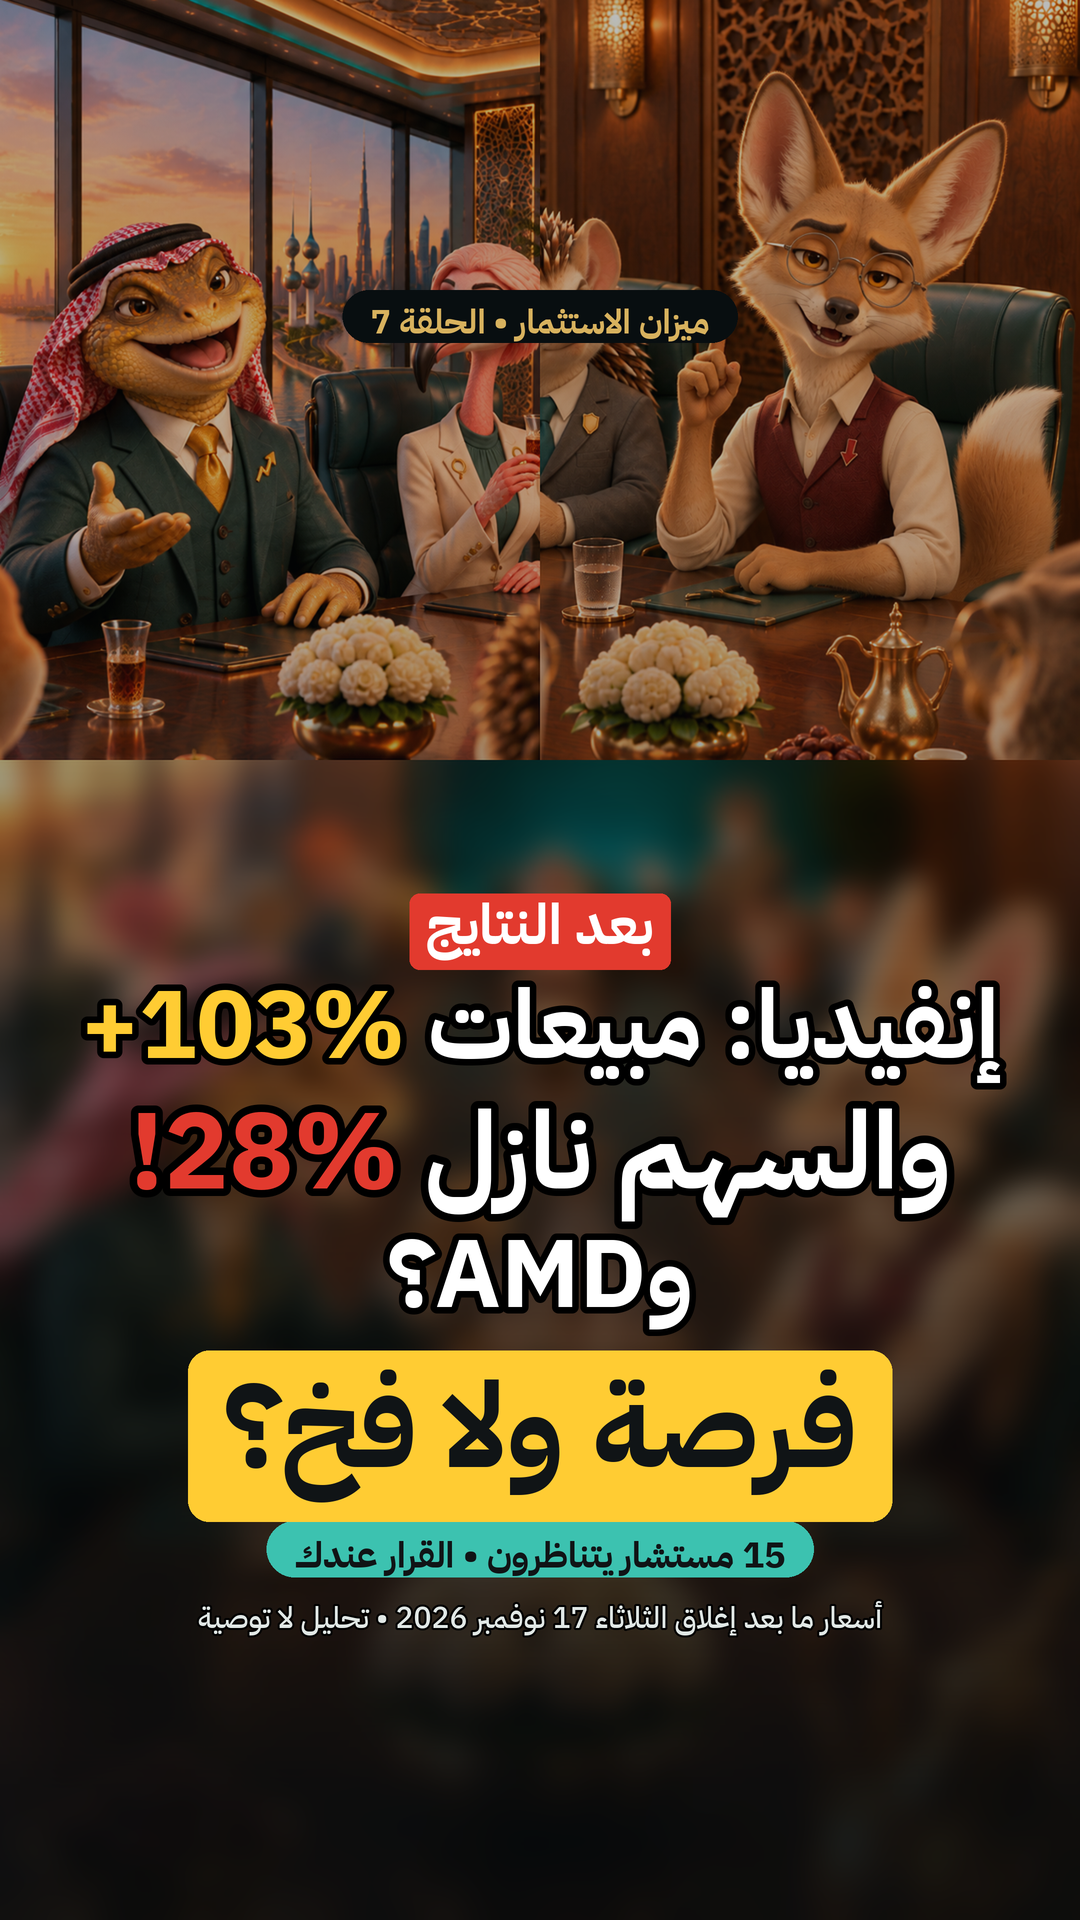 ميزان الاستثمار • الحلقة 7
بعد النتايج
إنفيديا: مبيعات 103%+
والسهم نازل 28%!
وAMD؟
فرصة ولا فخ؟
15 مستشار يتناظرون • القرار عندك
أسعار ما بعد إغلاق الثلاثاء 17 نوفمبر 2026 • تحليل لا توصية